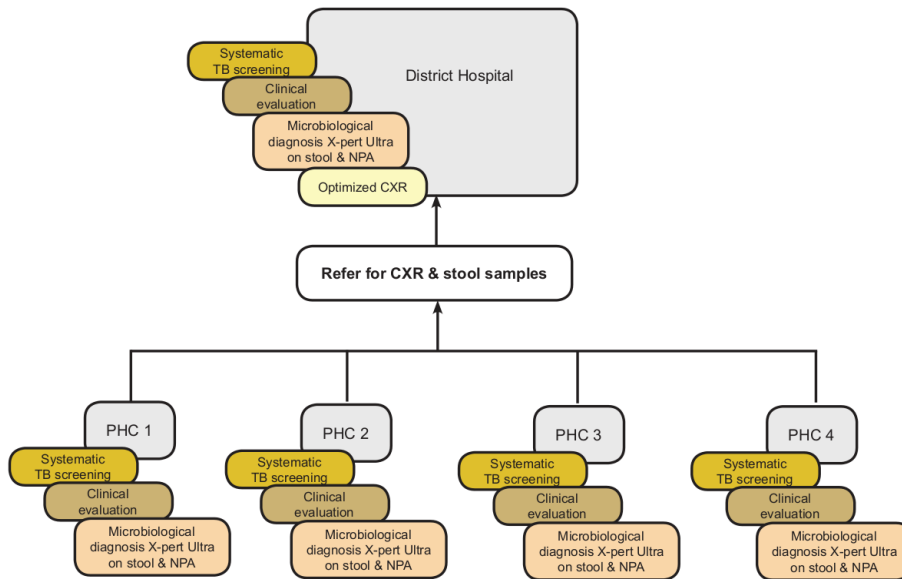 Systematic
TB screening
District Hospital
Clinical
evaluation
Microbiological
diagnosis X-pert Ultra
on stool & NPA
Optimized CXR
Refer for CXR & stool samples
PHC 1
Systematic
TB screening
Clinical
evaluation
Microbiological
diagnosis X-pert Ultra
on stool & NPA
PHC 2
Systematic
TB screening
Clinical
evaluation
Microbiological
diagnosis X-pert Ultra
on stool & NPA
PHC 3
Systematic
TB screening
Clinical
evaluation
Microbiological
diagnosis X-pert Ultra
on stool & NPA
PHC 4
Systematic
TB screening
Clinical
evaluation
Microbiological
diagnosis X-pert Ultra
on stool & NPA